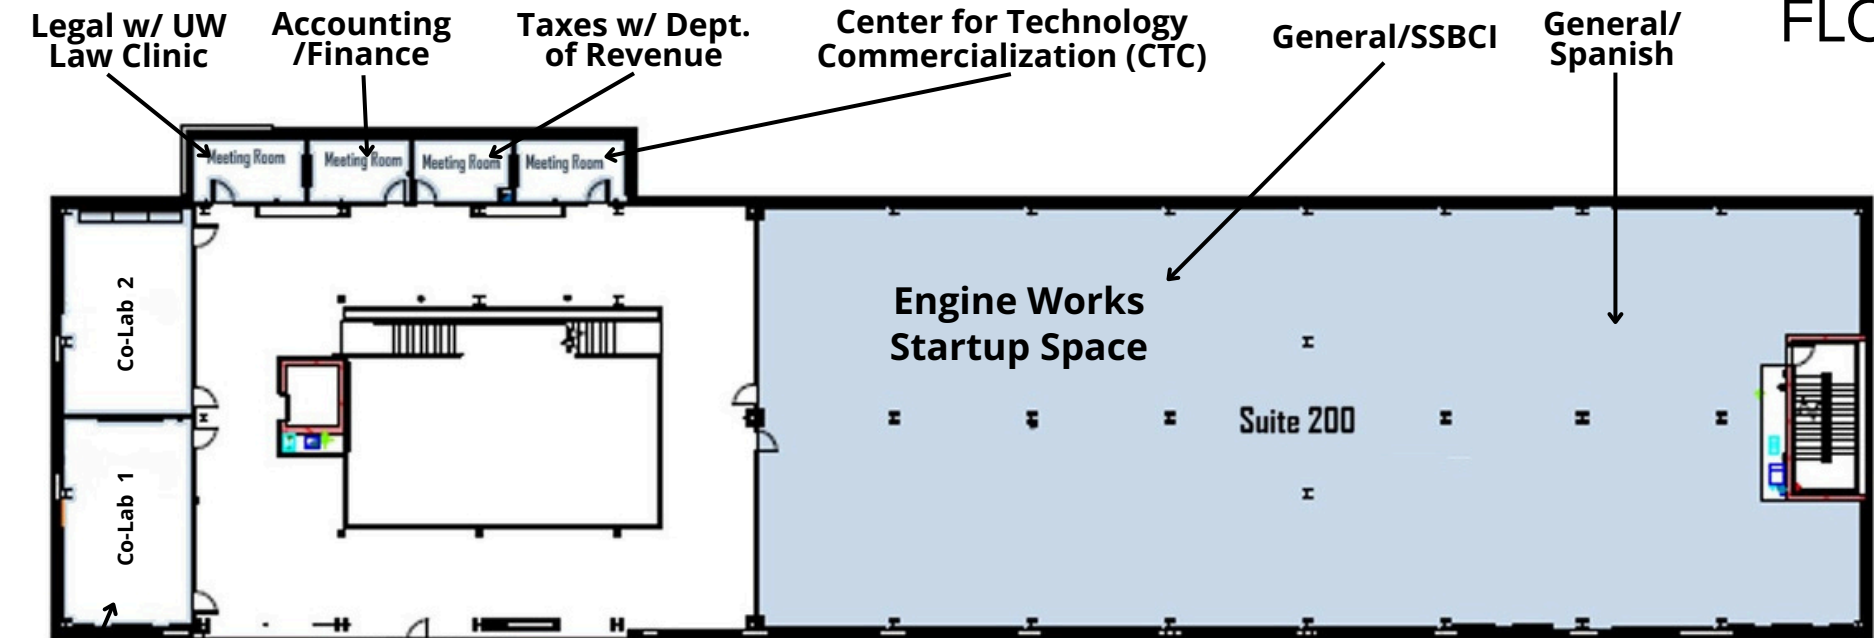 Legal w/ UW
Law Clinic
Accounting
/Finance
Taxes w/ Dept.
of Revenue
Center for Technology
Commercialization (CTC)
General/SSBCI
General/
Spanish
Meeting Room
Meeting Room
Meeting Room
Meeting Room
Co-Lab 2
Co-Lab 1
Engine Works
Startup Space
Suite 200